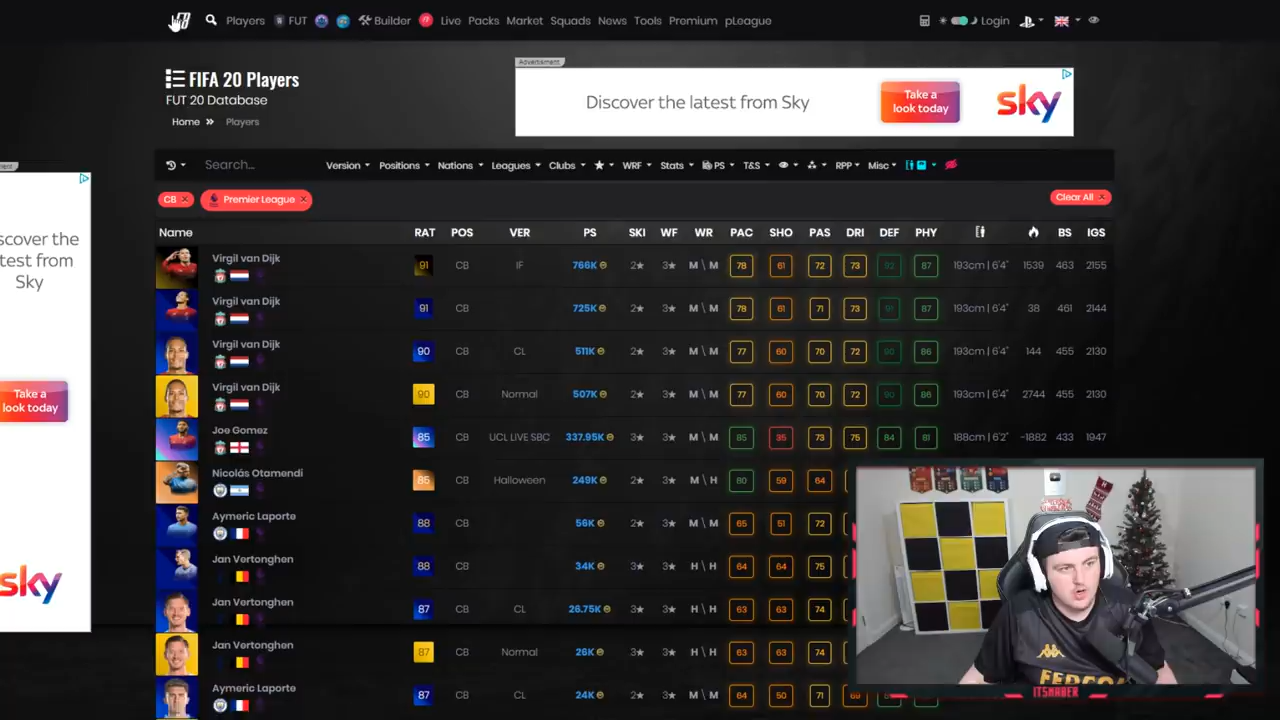 Players FUT Builder Live Packs Market Squads News Tools Premium pLeague Login
FIFA 20 Players
FUT 20 Database
Home » Players
Advertisement
Discover the latest from Sky
Take a
look today
sky
Search... Version Positions Nations Leagues Clubs WRF Stats PS T&S RPP Misc
CB × Premier League × Clear All ×
Name RAT POS VER PS SKI WF WR PAC SHO PAS DRI DEF PHY BS IGS
Virgil van Dijk 91 CB IF 766K 2★ 3★ M \ M 78 61 72 73 92 87 193cm | 6'4" 1539 463 2155
Virgil van Dijk 91 CB 725K 2★ 3★ M \ M 78 61 71 73 91 87 193cm | 6'4" 38 461 2144
Virgil van Dijk 90 CB CL 511K 2★ 3★ M \ M 77 60 70 72 90 86 193cm | 6'4" 144 455 2130
Virgil van Dijk 90 CB Normal 507K 2★ 3★ M \ M 77 60 70 72 90 86 193cm | 6'4" 2744 455 2130
Joe Gomez 85 CB UCL LIVE SBC 337.95K 3★ 3★ M \ M 85 35 73 75 84 81 188cm | 6'2" -1882 433 1947
Nicolás Otamendi 85 CB Halloween 249K 2★ 3★ M \ H 80 59 64
Aymeric Laporte 88 CB 56K 2★ 3★ M \ M 65 51 72
Jan Vertonghen 88 CB 34K 3★ 3★ H \ H 64 64 75
Jan Vertonghen 87 CB CL 26.75K 3★ 3★ H \ H 63 63 74
Jan Vertonghen 87 CB Normal 26K 3★ 3★ H \ H 63 63 74
Aymeric Laporte 87 CB CL 24K 2★ 3★ M \ M 64 50 71 69
scover the
test from
Sky
Take a
look today
sky
ITSHABER